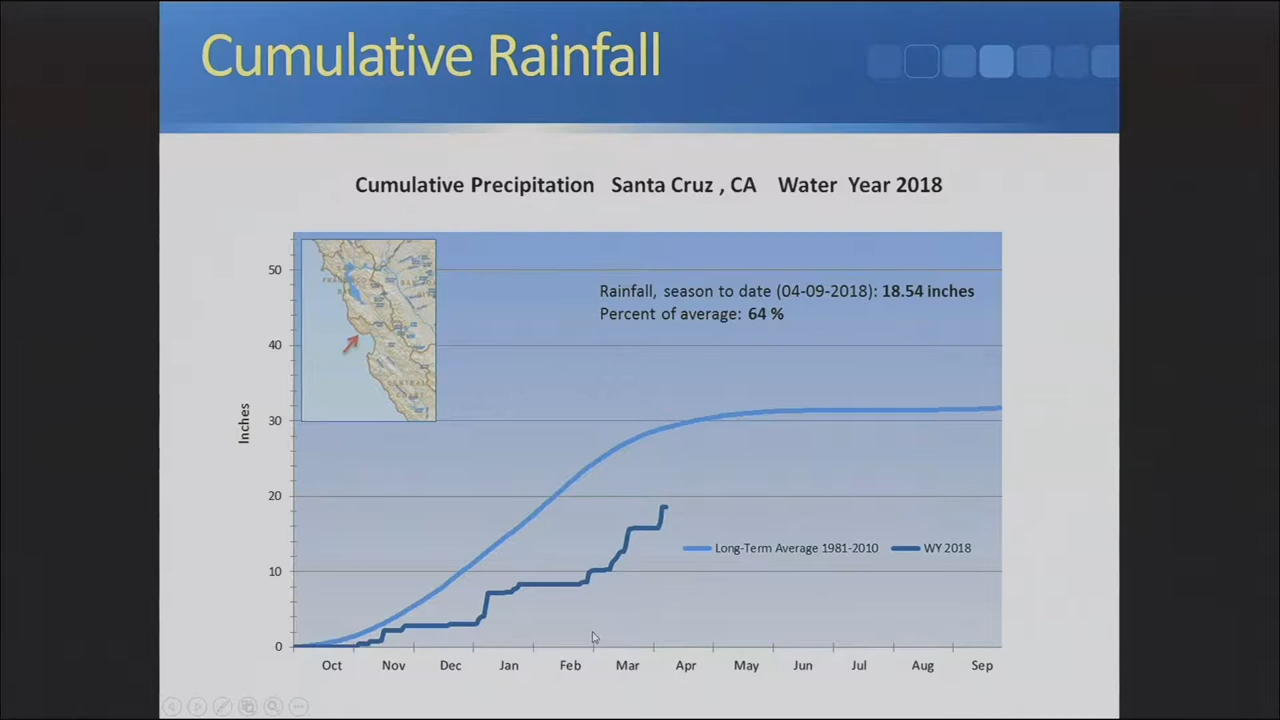 Cumulative Rainfall
Cumulative Precipitation Santa Cruz , CA Water Year 2018
Rainfall, season to date (04-09-2018): 18.54 inches
Percent of average: 64 %
50
40
30
20
10
0
Inches
Long-Term Average 1981-2010
WY 2018
Oct Nov Dec Jan Feb Mar Apr May Jun Jul Aug Sep